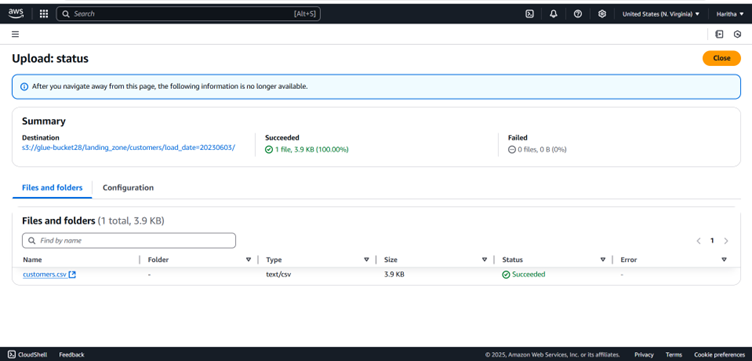 aws Search [Alt+S] United States (N. Virginia) Haritha
Upload: status Close
After you navigate away from this page, the following information is no longer available.
Summary
Destination Succeeded Failed
s3://glue-bucket28/landing_zone/customers/load_date=20230603/ 1 file, 3.9 KB (100.00%) 0 files, 0 B (0%)
Files and folders Configuration
Files and folders (1 total, 3.9 KB)
Find by name 1
Name Folder Type Size Status Error
customers.csv - text/csv 3.9 KB Succeeded -
CloudShell Feedback © 2025, Amazon Web Services, Inc. or its affiliates. Privacy Terms Cookie preferences